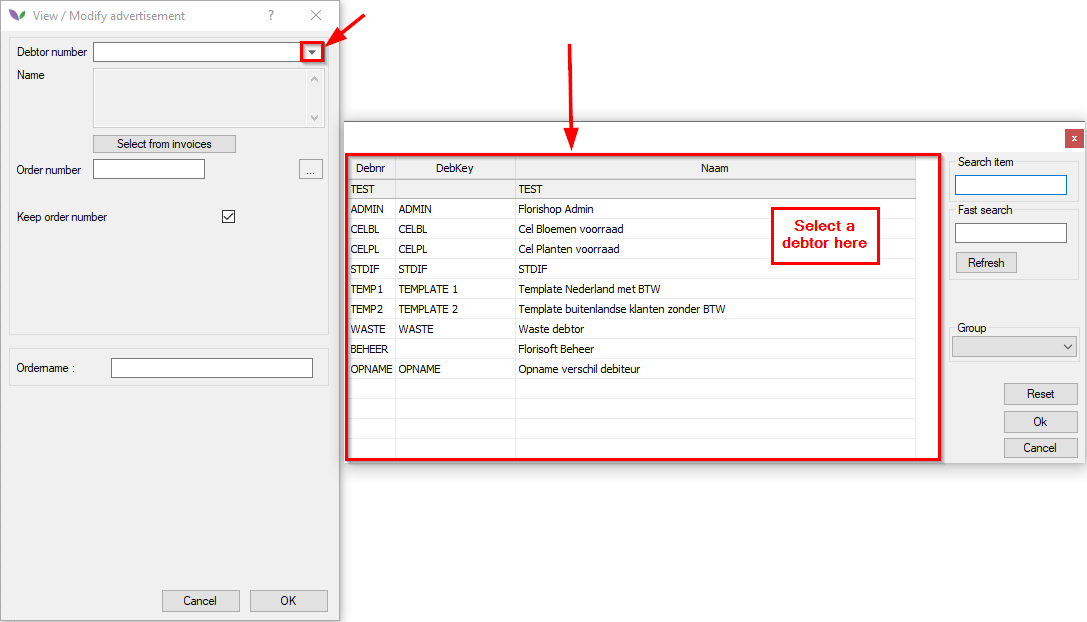 View / Modify advertisement
?
Debtor number
Name
Select from invoices
Order number
...
Keep order number
Ordername :
Cancel OK
x
Debnr DebKey Naam
TEST TEST
ADMIN ADMIN Florishop Admin
CELBL CELBL Cel Bloemen voorraad
CELPL CELPL Cel Planten voorraad
STDIF STDIF STDIF
TEMP1 TEMPLATE 1 Template Nederland met BTW
TEMP2 TEMPLATE 2 Template buitenlandse klanten zonder BTW
WASTE WASTE Waste debtor
BEHEER Florisoft Beheer
OPNAME OPNAME Opname verschil debiteur
Select a
debtor here
Search item
Fast search
Refresh
Group
Reset
Ok
Cancel